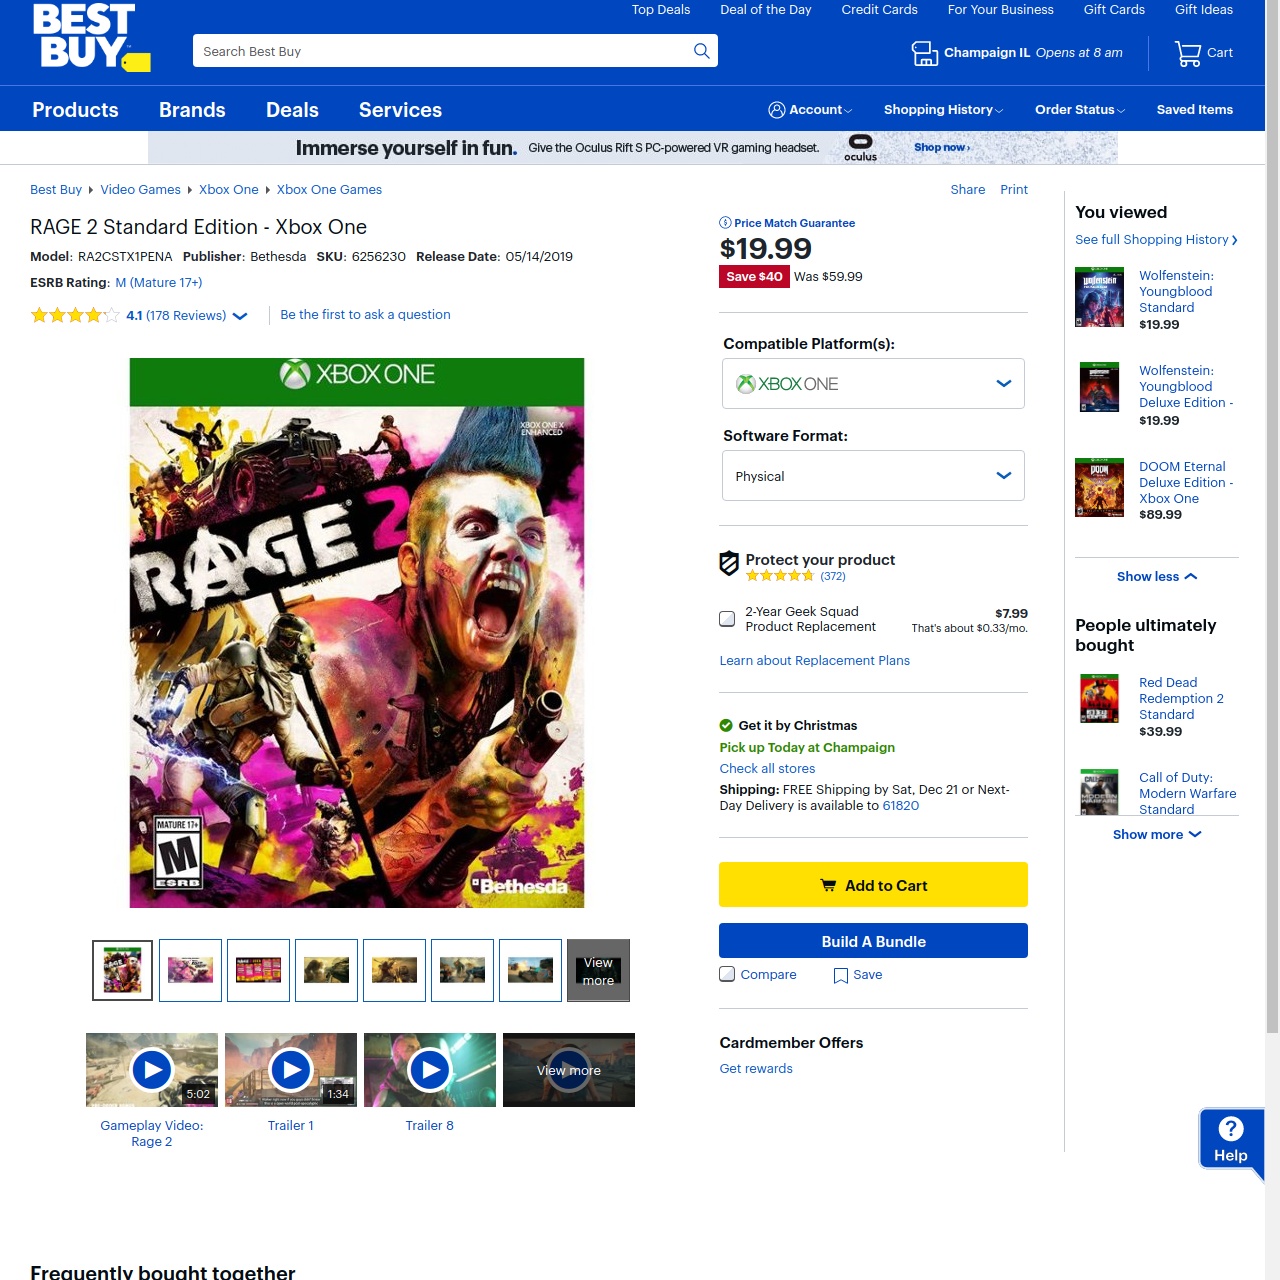 BEST BUY
Top Deals Deal of the Day Credit Cards For Your Business Gift Cards Gift Ideas
Search Best Buy
Champaign IL Opens at 8 am Cart
Products Brands Deals Services
Account Shopping History Order Status Saved Items
Immerse yourself in fun. Give the Oculus Rift S PC-powered VR gaming headset. oculus Shop now ›
Best Buy Video Games Xbox One Xbox One Games
Share Print
RAGE 2 Standard Edition - Xbox One
Model: RA2CSTX1PENA Publisher: Bethesda SKU: 6256230 Release Date: 05/14/2019
ESRB Rating: M (Mature 17+)
4.1 (178 Reviews) Be the first to ask a question
XBOX ONE
XBOX ONE X
ENHANCED
RAGE 2
MATURE 17+
M
ESRB
Bethesda
View
more
5:02
1:34
View more
Gameplay Video:
Rage 2
Trailer 1
Trailer 8
Price Match Guarantee
$19.99
Save $40 Was $59.99
Compatible Platform(s):
XBOX ONE
Software Format:
Physical
Protect your product
(372)
2-Year Geek Squad
Product Replacement
$7.99
That's about $0.33/mo.
Learn about Replacement Plans
Get it by Christmas
Pick up Today at Champaign
Check all stores
Shipping: FREE Shipping by Sat, Dec 21 or Next-
Day Delivery is available to 61820
Add to Cart
Build A Bundle
Compare Save
Cardmember Offers
Get rewards
You viewed
See full Shopping History
Wolfenstein:
Youngblood
Standard
$19.99
Wolfenstein:
Youngblood
Deluxe Edition -
$19.99
DOOM Eternal
Deluxe Edition -
Xbox One
$89.99
Show less
People ultimately
bought
Red Dead
Redemption 2
Standard
$39.99
Call of Duty:
Modern Warfare
Standard
Show more
?
Help
Frequently bought together